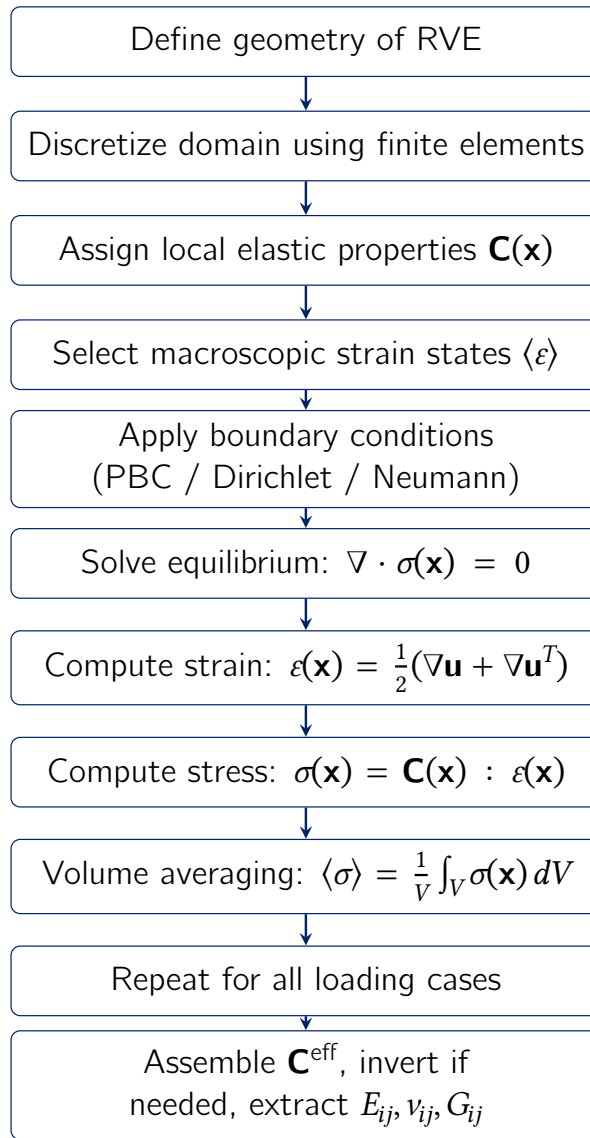 Define geometry of RVE
Discretize domain using finite elements
Assign local elastic properties C(x)
Select macroscopic strain states ⟨ε⟩
Apply boundary conditions
(PBC / Dirichlet / Neumann)
Solve equilibrium: ∇ · σ(x) = 0
Compute strain: ε(x) = 1/2(∇u + ∇u^T)
Compute stress: σ(x) = C(x) : ε(x)
Volume averaging: ⟨σ⟩ = 1/V ∫_V σ(x) dV
Repeat for all loading cases
Assemble C^eff, invert if
needed, extract E_ij, ν_ij, G_ij